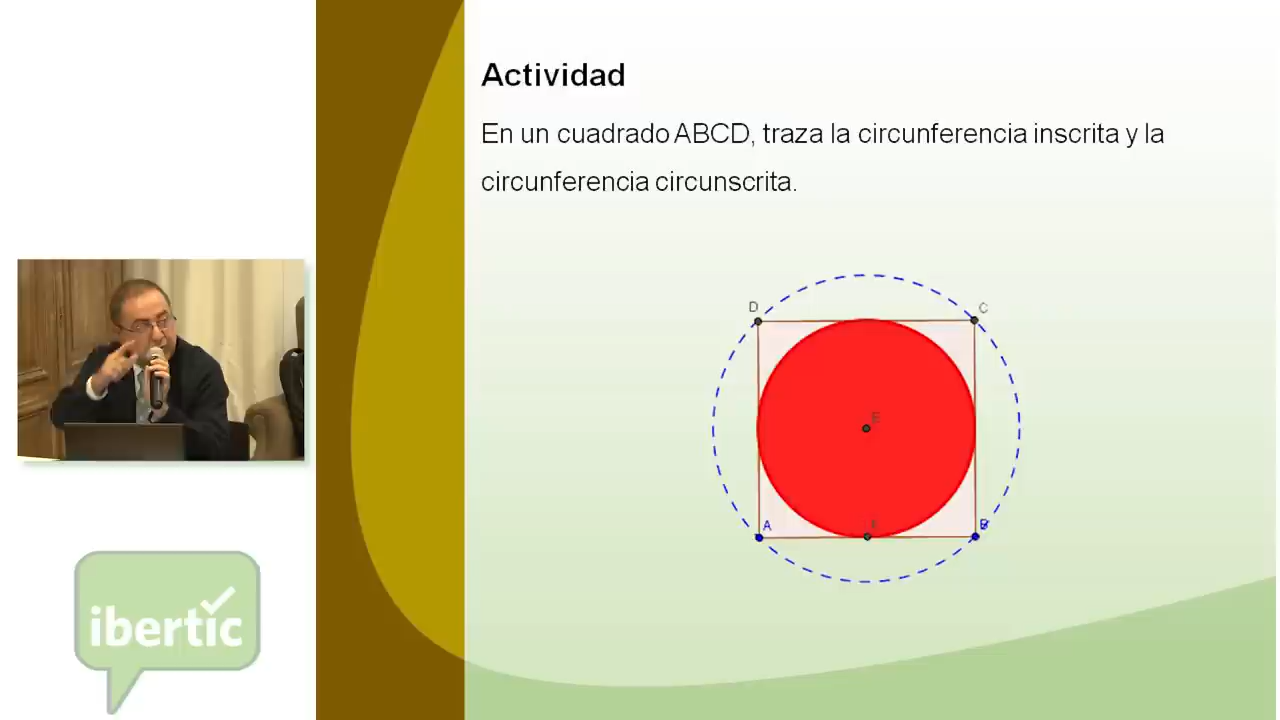 Actividad
En un cuadrado ABCD, traza la circunferencia inscrita y la
circunferencia circunscrita.
D
C
E
A
B
ibertic